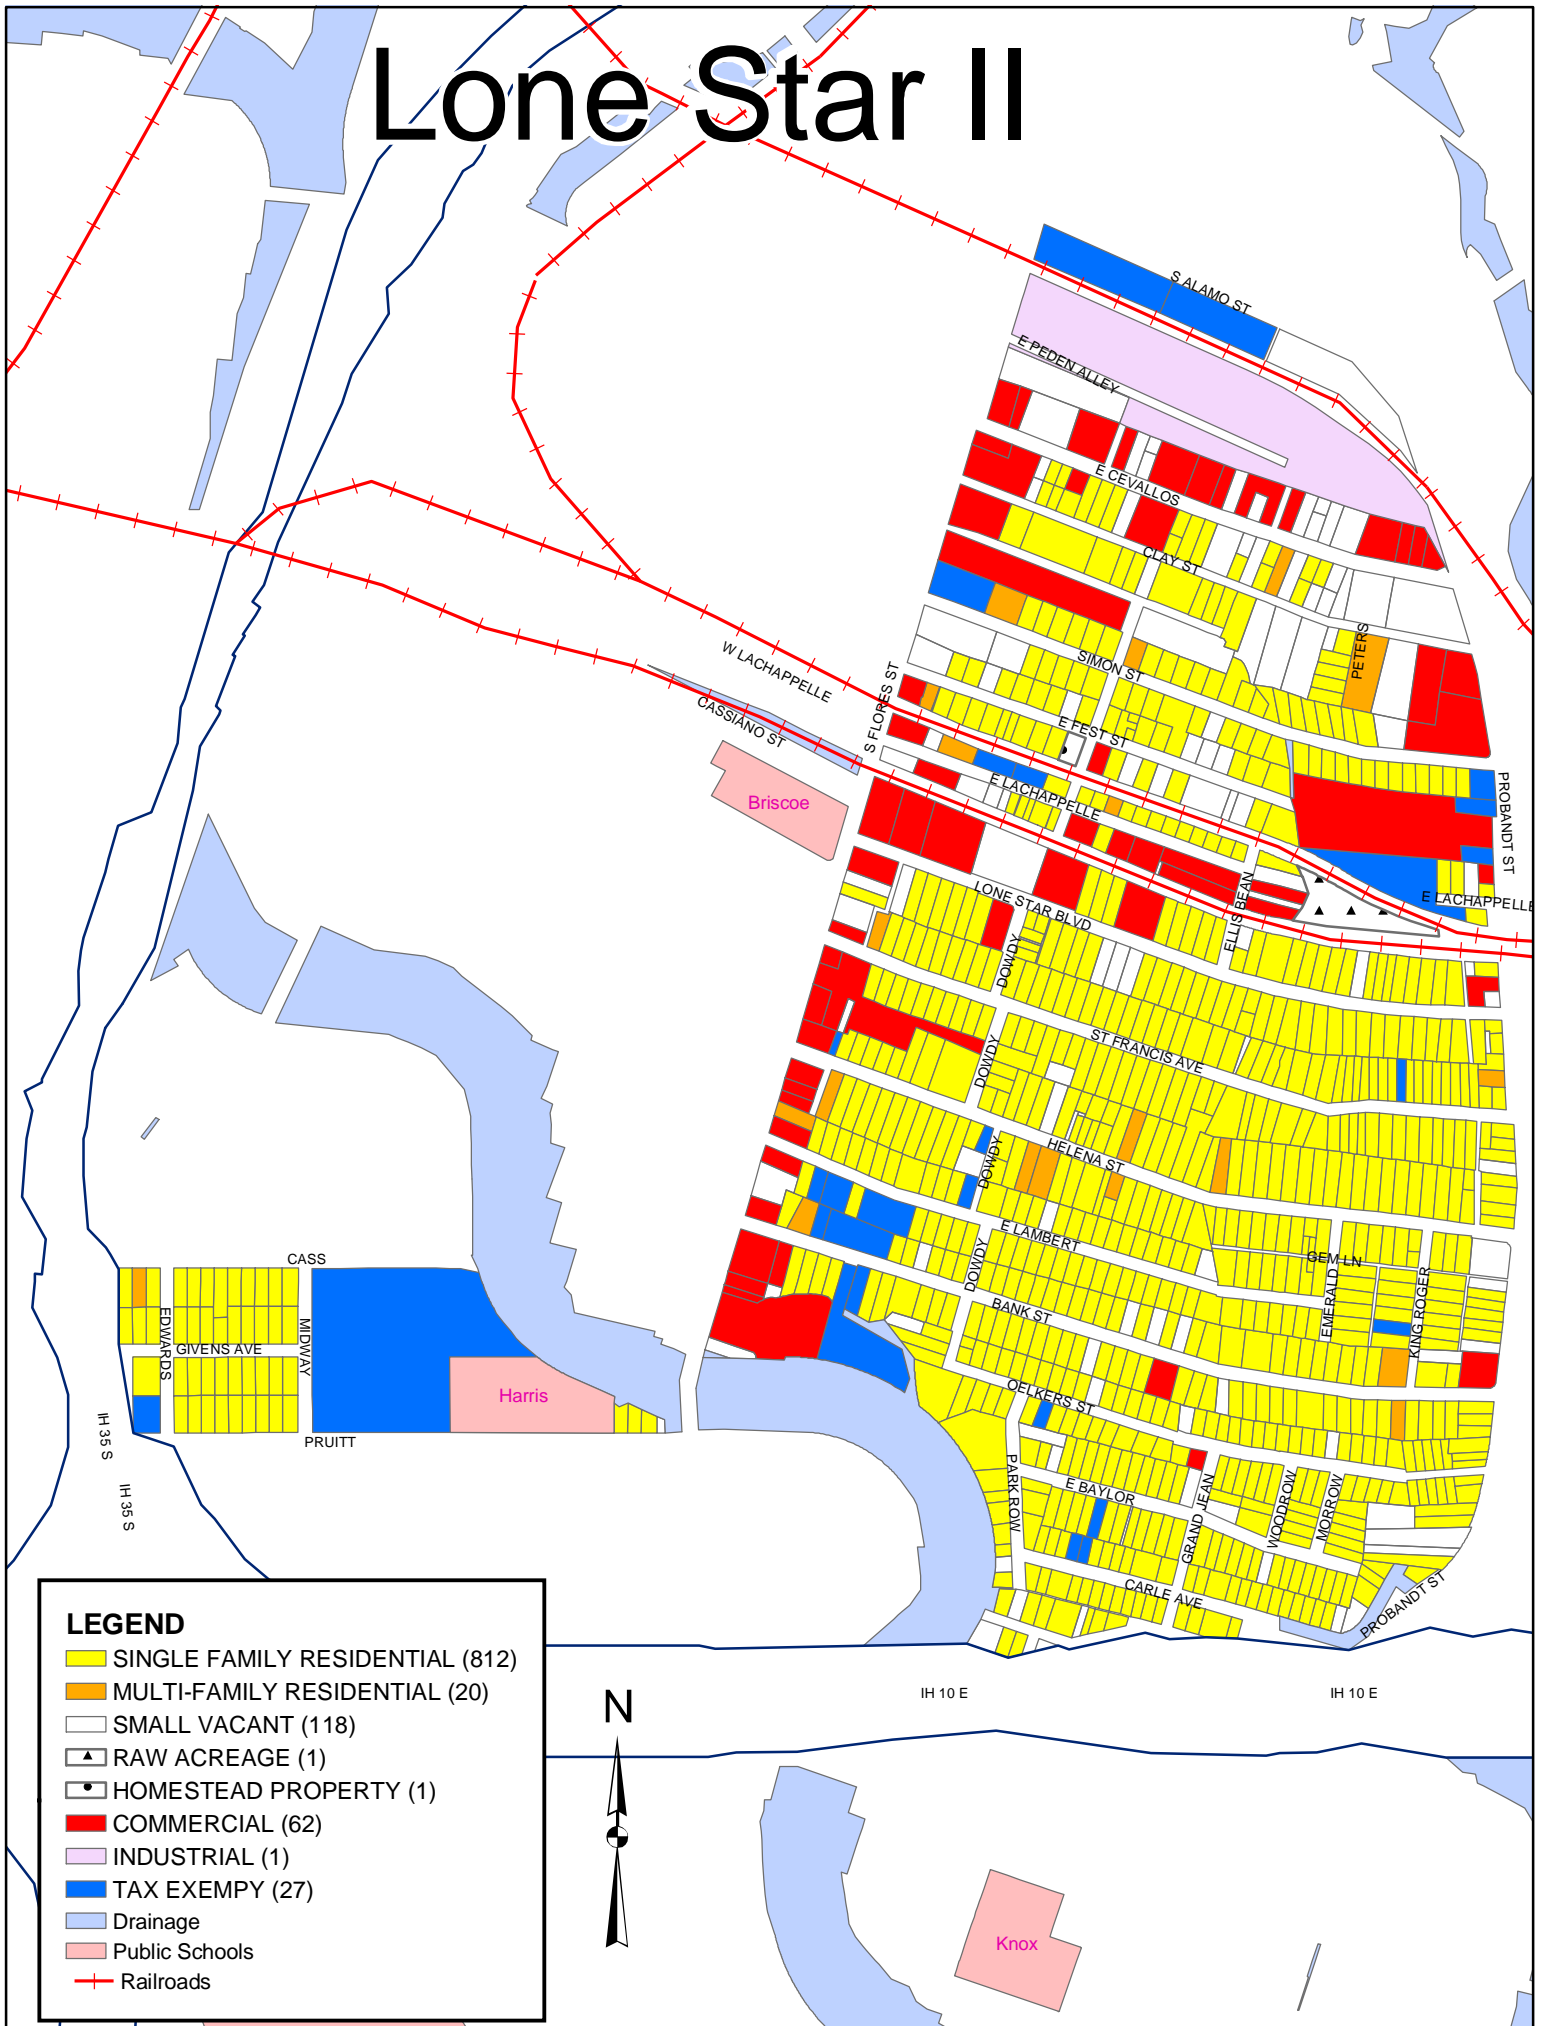 Lone Star II
S ALAMO ST
E PEDEN ALLEY
E CEVALLOS
CLAY ST
PETERS
SIMON ST
W LACHAPPELLE
S FLORES ST
CASSIANO ST
E FEST ST
E LACHAPPELLE
PROBANDT ST
Briscoe
LONE STAR BLVD
ELLIS BEAN
E LACHAPPELLE
DOWDY
ST FRANCIS AVE
DOWDY
HELENA ST
DOWDY
E LAMBERT
GEM LN
DOWDY
CASS
EMERALD
KING ROGER
BANK ST
EDWARDS
MIDWAY
GIVENS AVE
Harris
OELKERS ST
PRUITT
IH 35 S
IH 35 S
PARK ROW
E BAYLOR
GRAND JEAN
WOODROW
MORROW
CARLE AVE
PROBANDT ST
IH 10 E
IH 10 E
LEGEND
SINGLE FAMILY RESIDENTIAL (812)
MULTI-FAMILY RESIDENTIAL (20)
SMALL VACANT (118)
RAW ACREAGE (1)
HOMESTEAD PROPERTY (1)
COMMERCIAL (62)
INDUSTRIAL (1)
TAX EXEMPY (27)
Drainage
Public Schools
Railroads
N
Knox